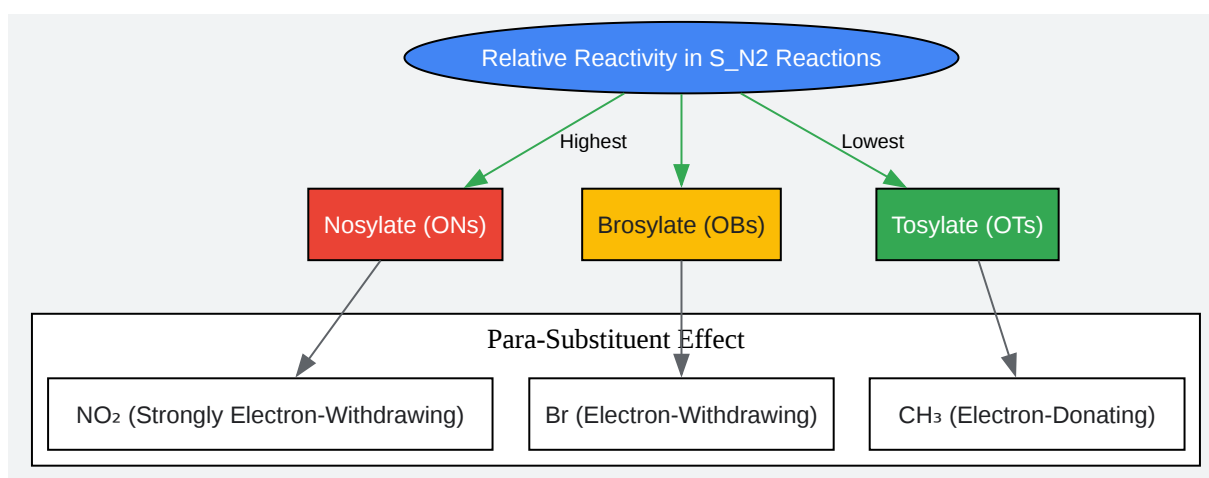 Relative Reactivity in S_N2 Reactions
Highest
Lowest
Nosylate (ONs)
Brosylate (OBs)
Tosylate (OTs)
Para-Substituent Effect
NO₂ (Strongly Electron-Withdrawing)
Br (Electron-Withdrawing)
CH₃ (Electron-Donating)